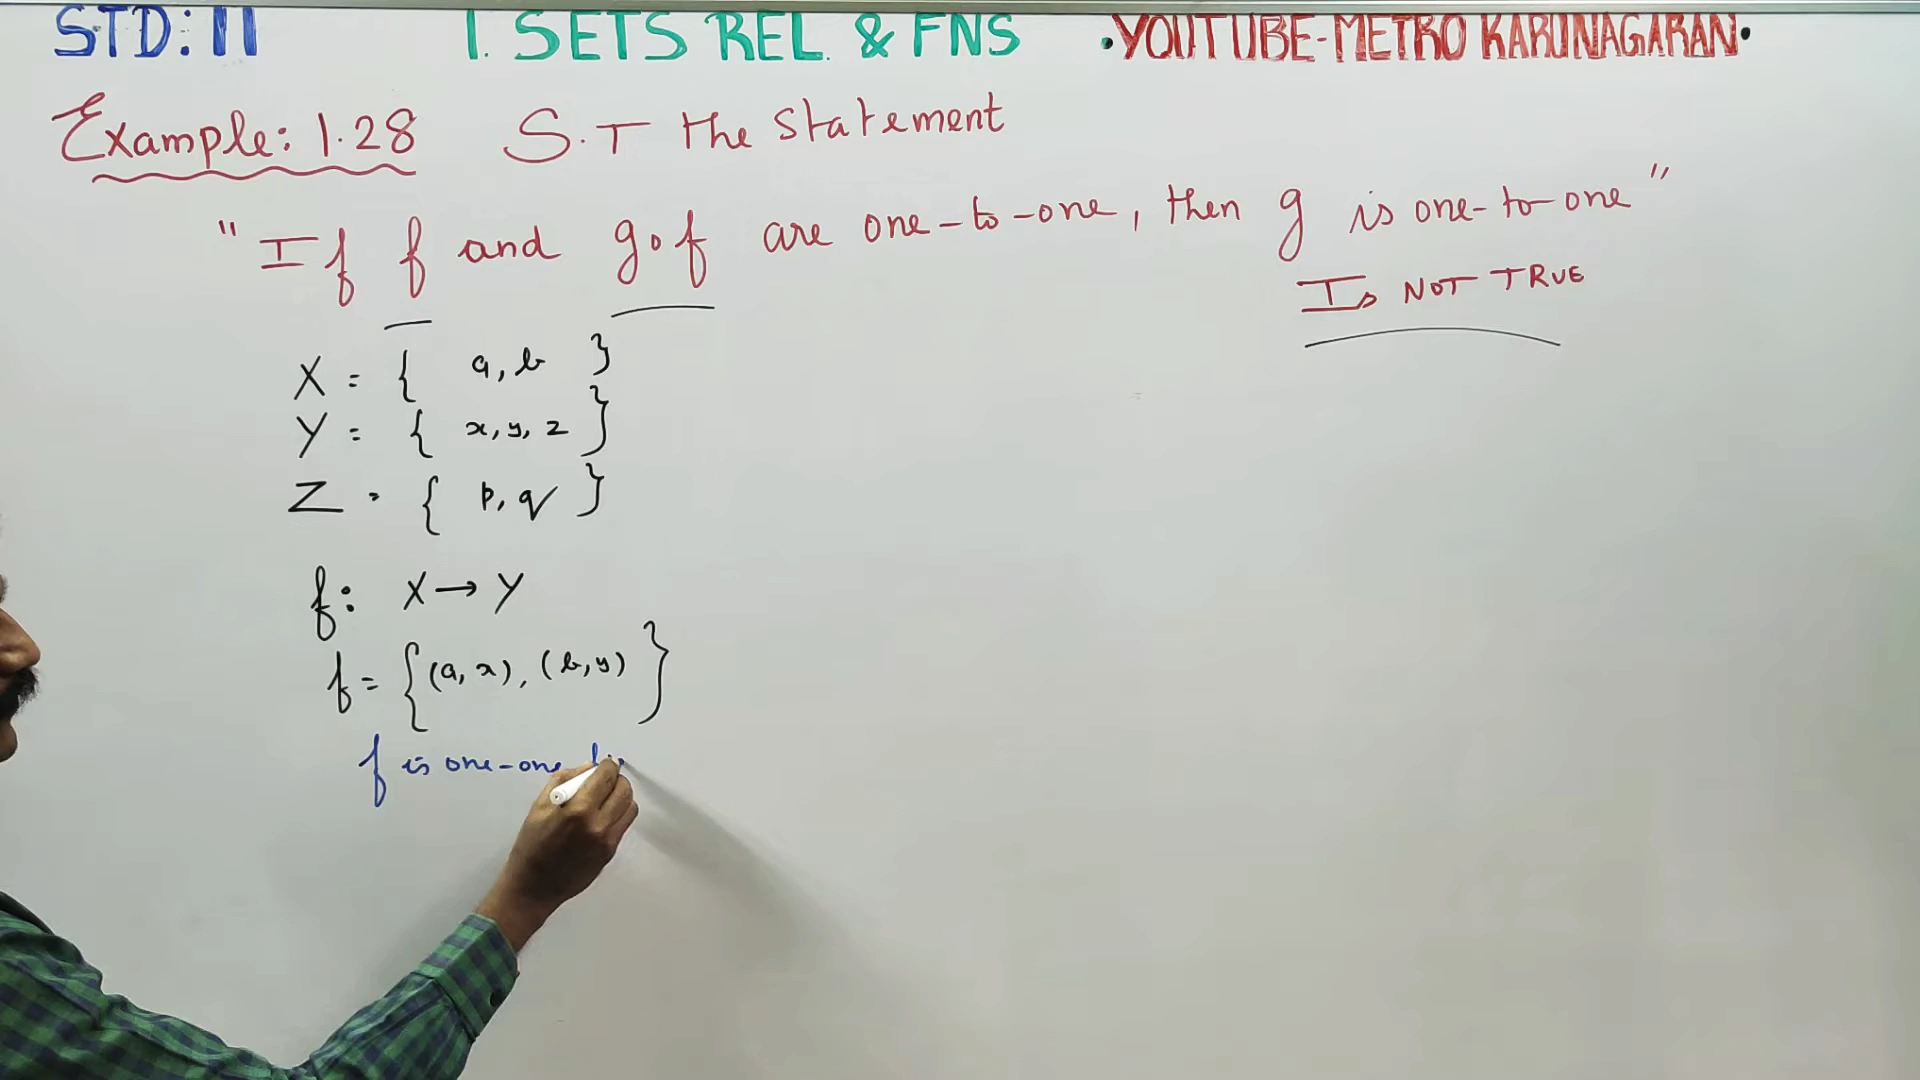 STD: 11 1. SETS REL. & FNS •YOUTUBE-METRO KARUNAGARAN•
Example: 1.28 S.T the statement
"If f and gof are one-to-one, then g is one-to-one"
Is NOT TRUE
X = { a, b }
Y = { x, y, z }
Z = { p, q }
f: X → Y
f = {(a, x), (b, y)}
f is one-one